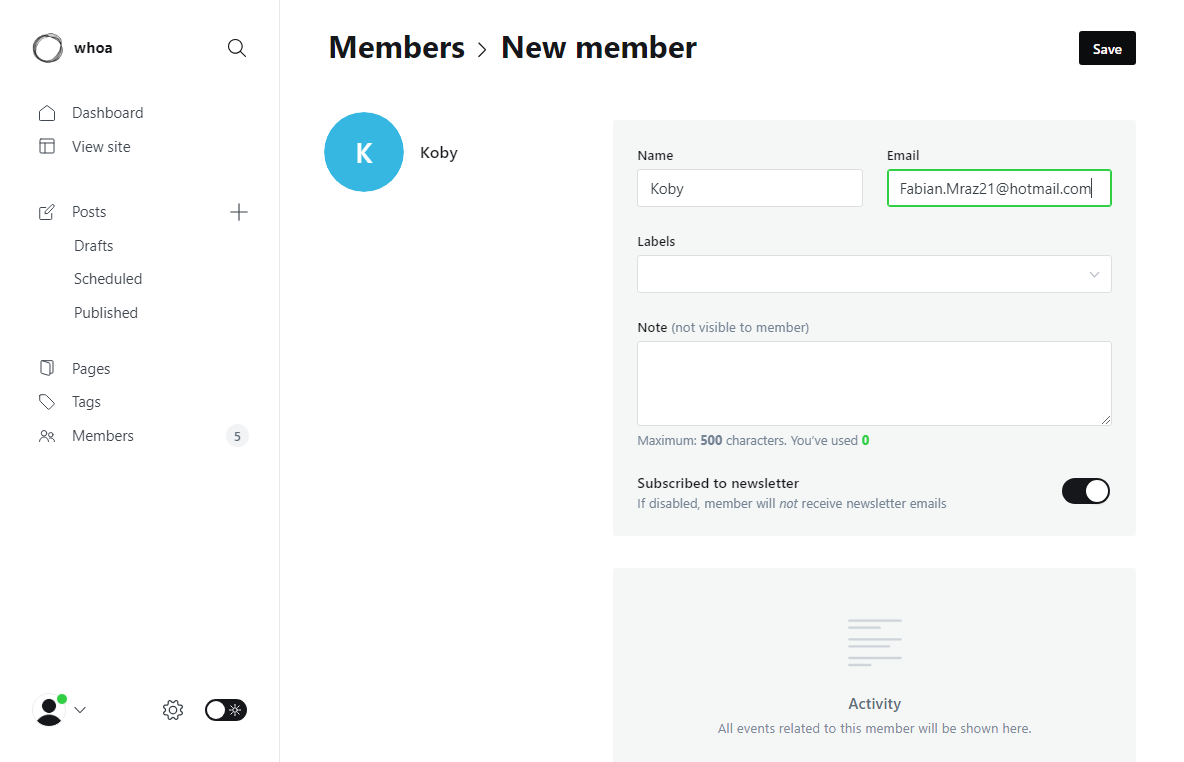 whoa
Dashboard
View site
Posts
Drafts
Scheduled
Published
Pages
Tags
Members 5
Members > New member
Save
K
Koby
Name
Koby
Email
Fabian.Mraz21@hotmail.com
Labels
Note (not visible to member)
Maximum: 500 characters. You've used 0
Subscribed to newsletter
If disabled, member will not receive newsletter emails
Activity
All events related to this member will be shown here.